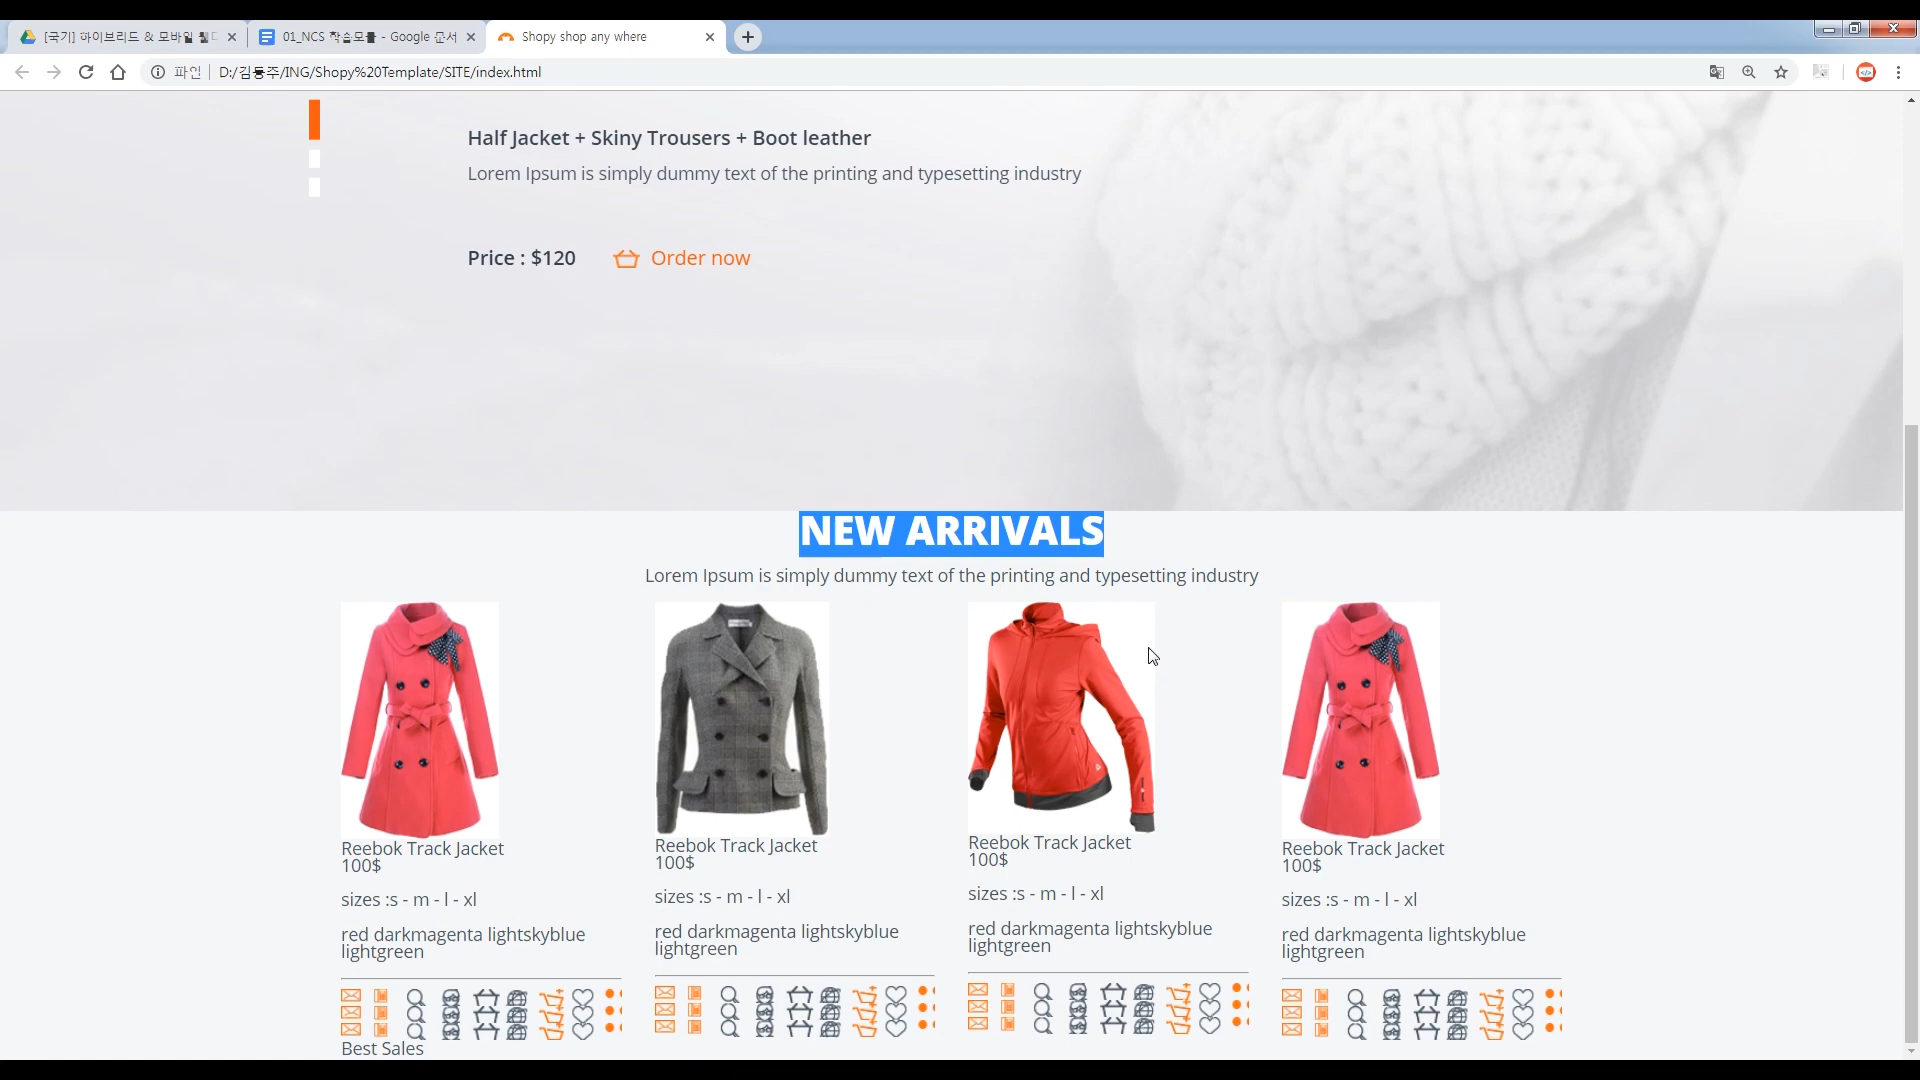 [국기] 하이브리드 & 모바일 웹디
01_NCS 학습모듈 - Google 문서
Shopy shop any where
파일
D:/김동주/ING/Shopy%20Template/SITE/index.html
Half Jacket + Skiny Trousers + Boot leather
Lorem Ipsum is simply dummy text of the printing and typesetting industry
Price : $120
Order now
NEW ARRIVALS
Lorem Ipsum is simply dummy text of the printing and typesetting industry
Reebok Track Jacket
100$
sizes :s - m - l - xl
red darkmagenta lightskyblue
lightgreen
Reebok Track Jacket
100$
sizes :s - m - l - xl
red darkmagenta lightskyblue
lightgreen
Reebok Track Jacket
100$
sizes :s - m - l - xl
red darkmagenta lightskyblue
lightgreen
Reebok Track Jacket
100$
sizes :s - m - l - xl
red darkmagenta lightskyblue
lightgreen
Best Sales